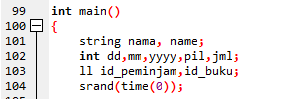 99 int main()
100 {
101 string nama, name;
102 int dd,mm,yyyy,pil,jml;
103 ll id_peminjam,id_buku;
104 srand(time(0));